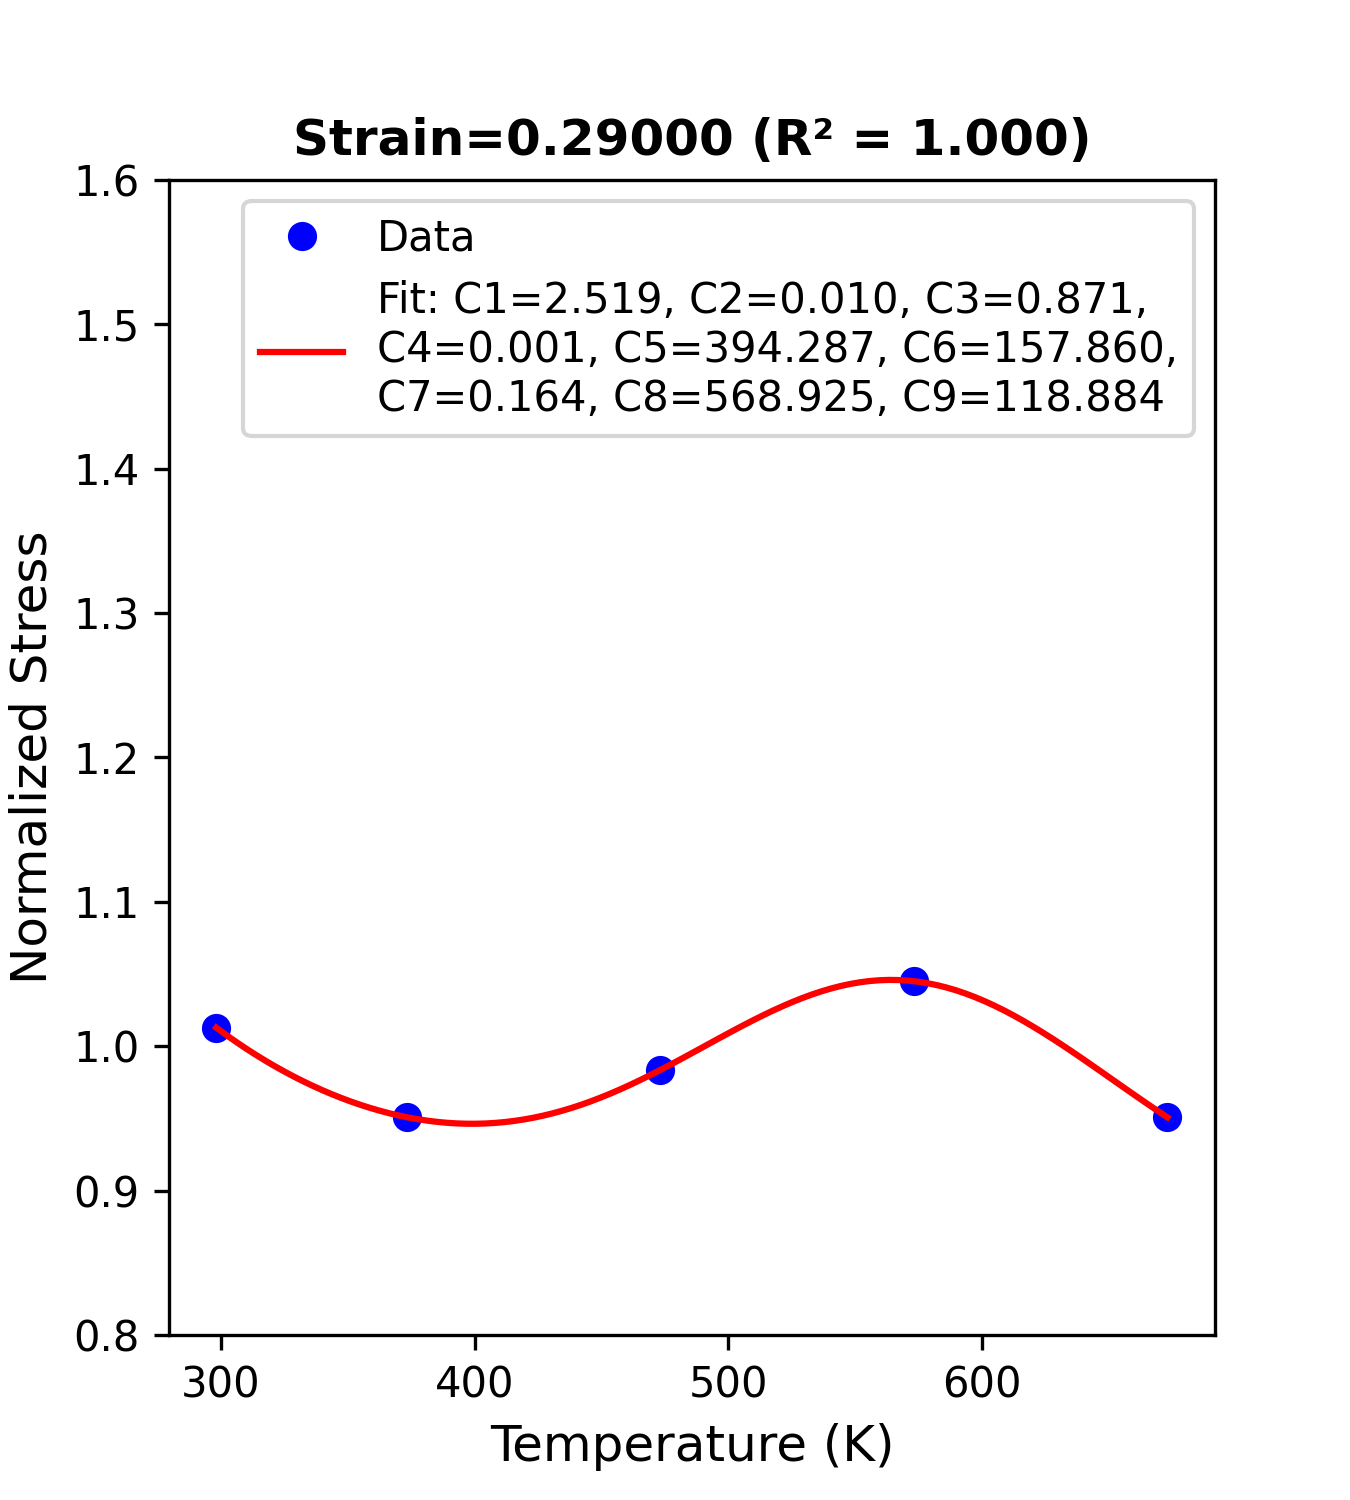 Strain=0.29000 (R² = 1.000)
Data
Fit: C1=2.519, C2=0.010, C3=0.871,
C4=0.001, C5=394.287, C6=157.860,
C7=0.164, C8=568.925, C9=118.884
Normalized Stress
1.6
1.5
1.4
1.3
1.2
1.1
1.0
0.9
0.8
300 400 500 600
Temperature (K)